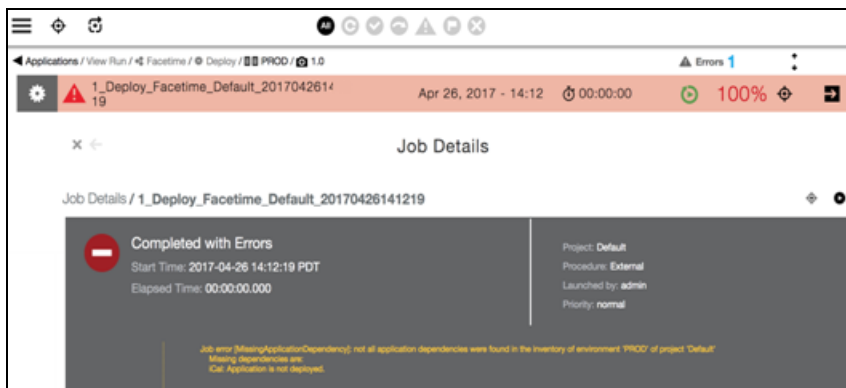 All
Applications / View Run / Facetime / Deploy / PROD / 1.0
Errors 1
1_Deploy_Facetime_Default_2017042614
19
Apr 26, 2017 - 14:12
00:00:00
100%
Job Details
Job Details / 1_Deploy_Facetime_Default_20170426141219
Completed with Errors
Start Time: 2017-04-26 14:12:19 PDT
Elapsed Time: 00:00:00.000
Project: Default
Procedure: External
Launched by: admin
Priority: normal
Job error [MissingApplicationDependency]: not all application dependencies were found in the inventory of environment 'PROD' of project 'Default'
Missing dependencies are:
iCat: Application is not deployed.